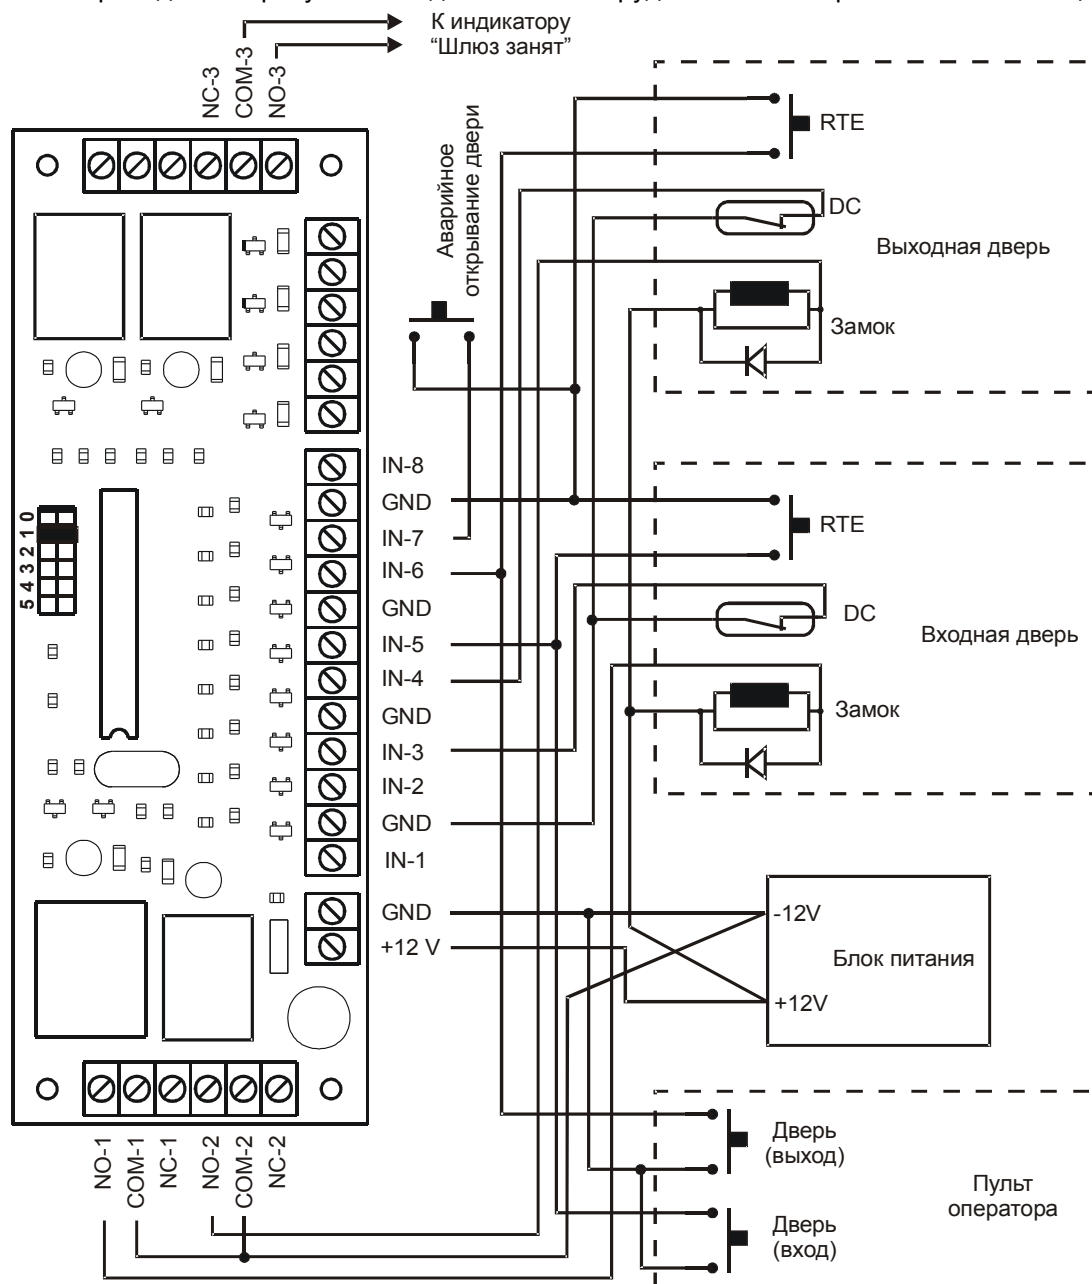 К индикатору
“Шлюз занят”
NC-3
COM-3
NO-3
Аварийное
открывание двери
RTE
DC
Выходная дверь
Замок
IN-8
GND
IN-7
IN-6
GND
IN-5
IN-4
GND
IN-3
IN-2
GND
IN-1
GND
+12 V
5 4 3 2 1 0
RTE
DC
Входная дверь
Замок
-12V
Блок питания
+12V
NO-1
COM-1
NC-1
NO-2
COM-2
NC-2
Дверь
(выход)
Пульт
оператора
Дверь
(вход)